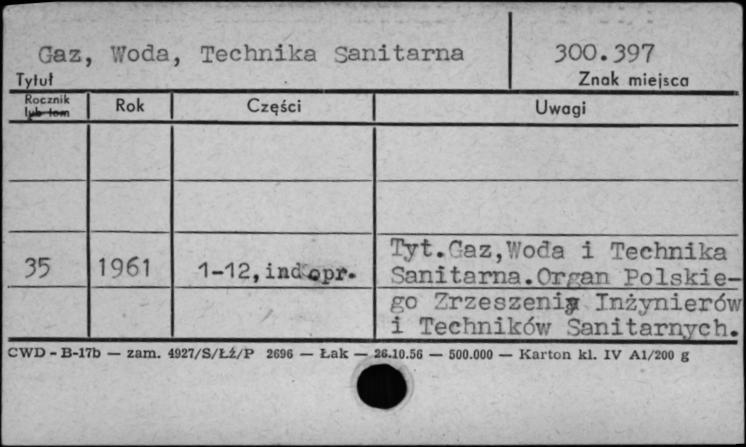 Gaz, Woda, Technika Sanitarna 300.397
Tytuł Znak miejsca
Rocznik
lub tom Rok Części Uwagi
35 1961 1-12, ind opr. Tyt.Gaz,Woda i Technika
Sanitarna.Organ Polskie-
go Zrzeszenia Inżynierów
i Techników Sanitarnych.
CWD - B-17b — zam. 4927/S/Łź/P 2696 — Łak — 26.10.56 — 500.000 — Karton kl. IV A1/200 g